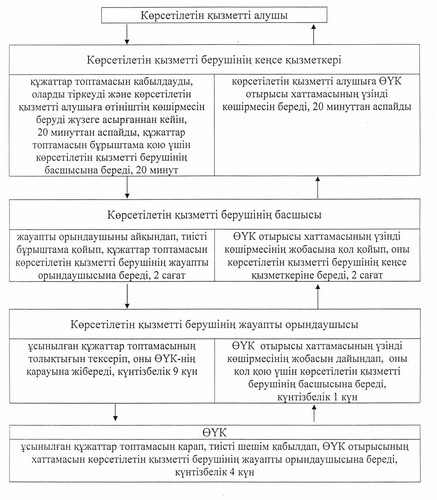 Көрсетілетін қызметті алушы
Көрсетілетін қызметті берушінің кеңсе қызметкері
құжаттар топтамасын қабылдауды,
оларды тіркеуді және көрсетілетін
қызметті алушыға өтініштің көшірмесін
беруді жүзеге асырғаннан кейін,
20 минуттан аспайды, құжаттар
топтамасын бұрыштама қою үшін
көрсетілетін қызметті берушінің
басшысына береді, 20 минут
көрсетілетін қызметті алушыға ӨҮК
отырысы хаттамасының үзінді
көшірмесін береді, 20 минуттан аспайды
Көрсетілетін қызметті берушінің басшысы
жауапты орындаушыны айқындап, тиісті
бұрыштама қойып, құжаттар топтамасын
көрсетілетін қызметті берушінің жауапты
орындаушысына береді, 2 сағат
ӨҮК отырысы хаттамасының үзінді
көшірмесінің жобасына қол қойып, оны
көрсетілетін қызметті берушінің кеңсе
қызметкеріне береді, 2 сағат
Көрсетілетін қызметті берушінің жауапты орындаушысы
ұсынылған құжаттар топтамасының
толықтығын тексеріп, оны ӨҮК-нің
қарауына жібереді, күнтізбелік 9 күн
ӨҮК отырысы хаттамасының үзінді
көшірмесінің жобасын дайындап, оны
қол қою үшін көрсетілетін қызметті
берушінің басшысына береді,
күнтізбелік 1 күн
ӨҮК
ұсынылған құжаттар топтамасын қарап, тиісті шешім қабылдап, ӨҮК отырысының
хаттамасын көрсетілетін қызметті берушінің жауапты орындаушысына береді,
күнтізбелік 4 күн